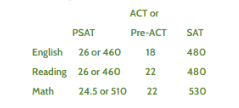 ACT or
PSAT Pre-ACT SAT
English 26 or 460 18 480
Reading 26 or 460 22 480
Math 24.5 or 510 22 530